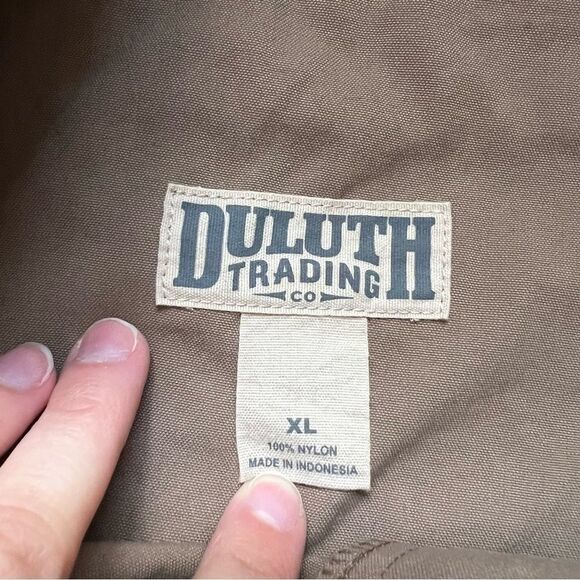 DULUTH
TRADING
CO
XL
100% NYLON
MADE IN INDONESIA